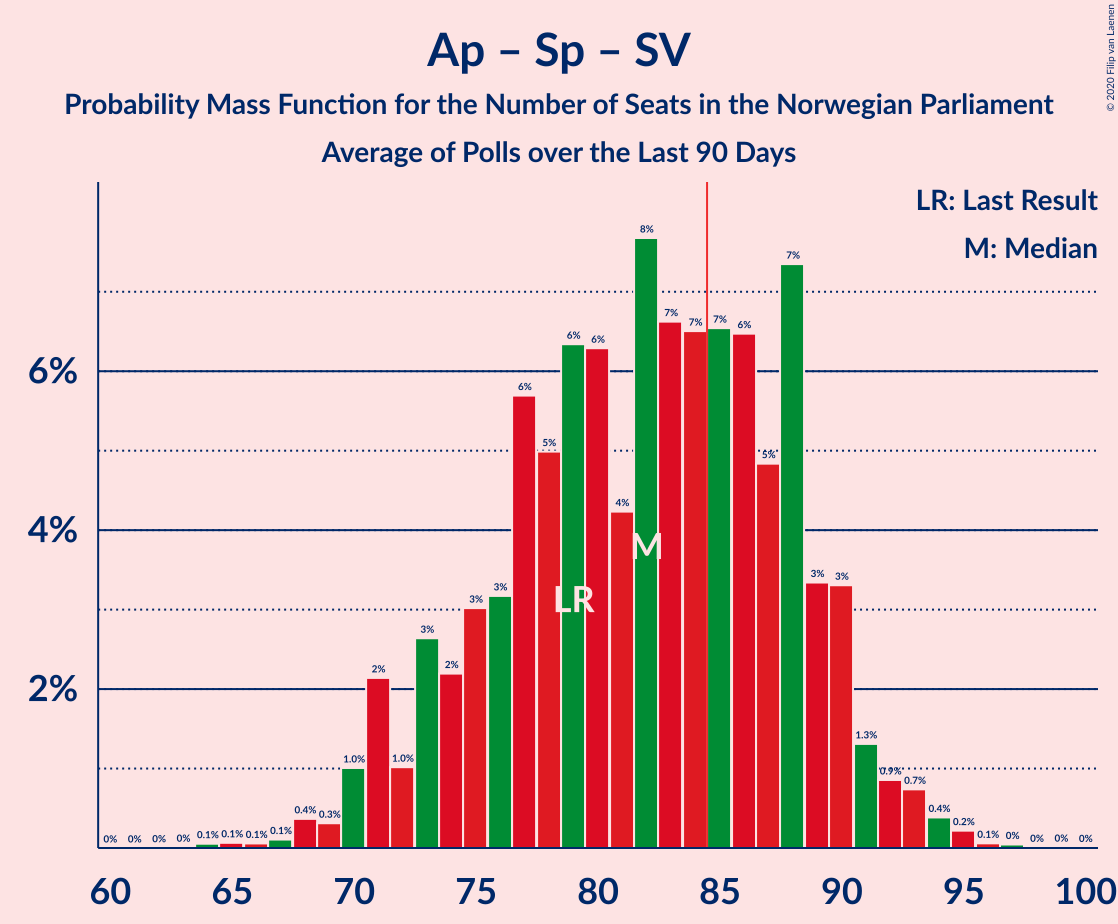 Ap – Sp – SV
Probability Mass Function for the Number of Seats in the Norwegian Parliament
Average of Polls over the Last 90 Days
© 2020 Filip van Laenen
LR: Last Result
M: Median
6%
4%
2%
0% 0% 0% 0% 0.1% 0.1% 0.1% 0.1% 0.4% 0.3% 1.0% 2% 1.0% 3% 2% 3% 3% 6% 5% 6% 6% 4% 8% 7% 7% 7% 6% 5% 7% 3% 3% 1.3% 0.9% 0.7% 0.4% 0.2% 0.1% 0% 0% 0% 0%
LR
M
60 65 70 75 80 85 90 95 100